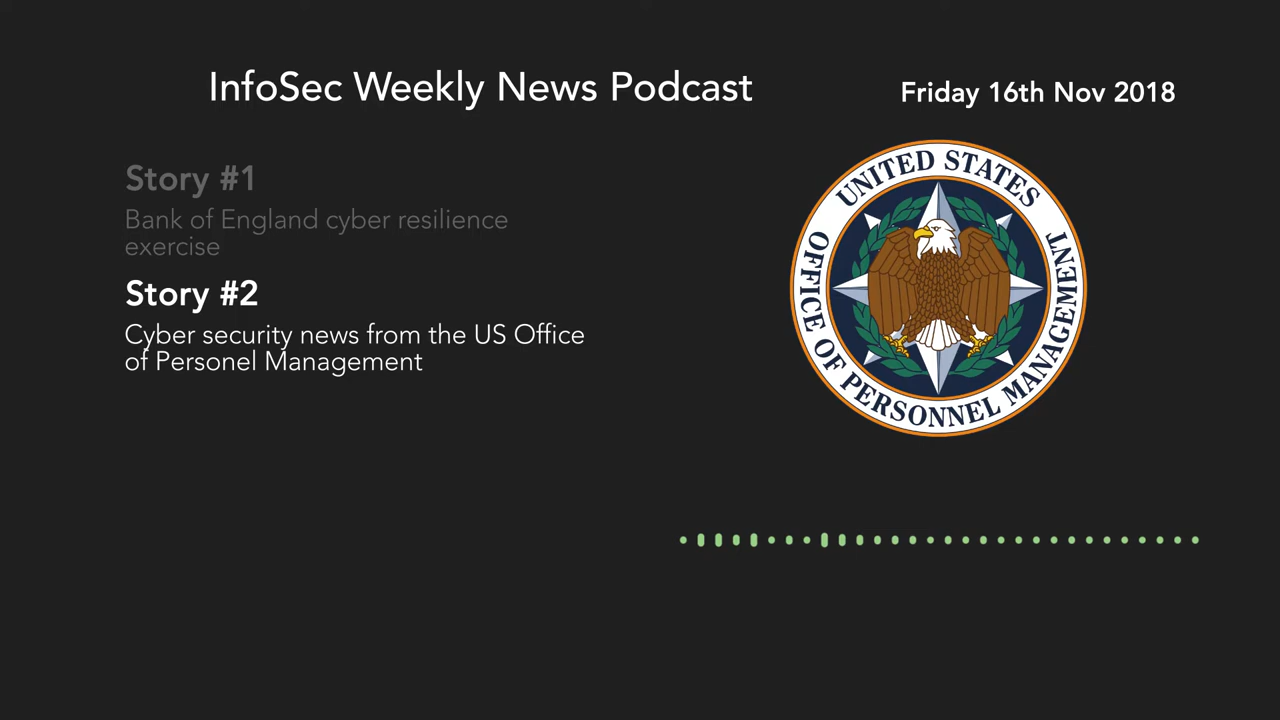 InfoSec Weekly News Podcast
Friday 16th Nov 2018
Story #1
Bank of England cyber resilience
exercise
Story #2
Cyber security news from the US Office
of Personel Management
UNITED STATES
OFFICE OF PERSONNEL MANAGEMENT